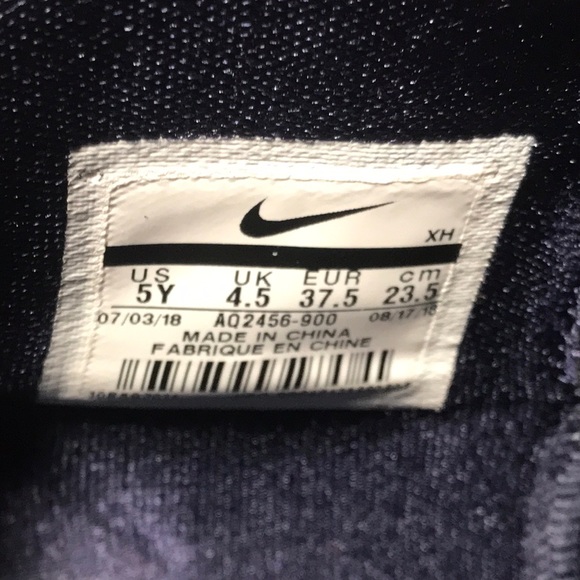 XH
US UK EUR cm
5Y 4.5 37.5 23.5
07/03/18 AQ2456-900 08/17/18
MADE IN CHINA
FABRIQUE EN CHINE